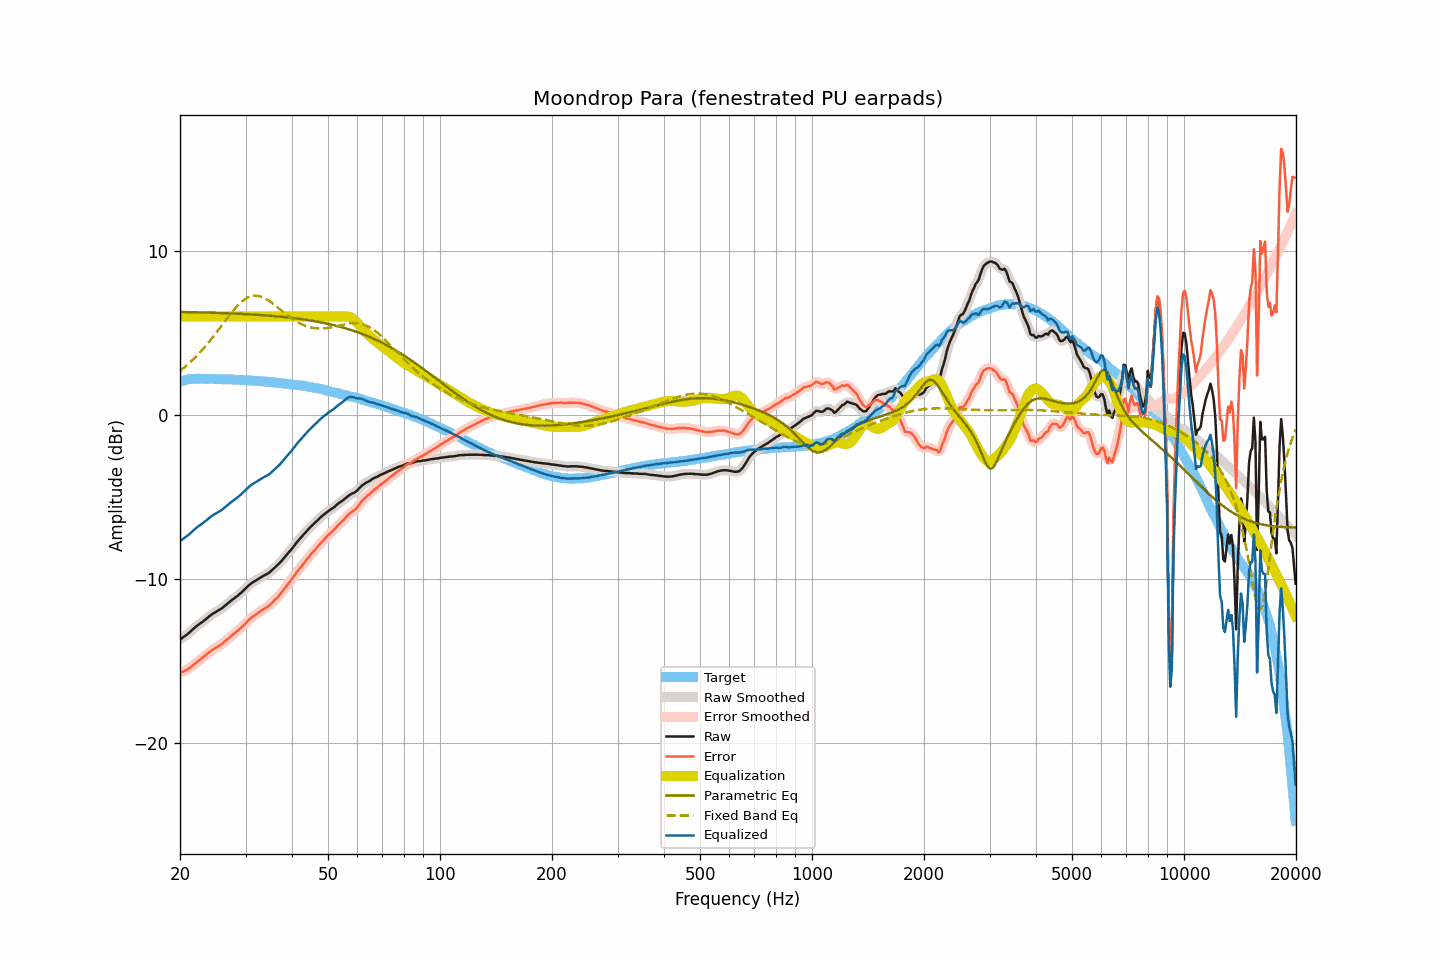 Moondrop Para (fenestrated PU earpads)
Amplitude (dBr)
10
0
−10
−20
Target
Raw Smoothed
Error Smoothed
Raw
Error
Equalization
Parametric Eq
Fixed Band Eq
Equalized
20 50 100 200 500 1000 2000 5000 10000 20000
Frequency (Hz)